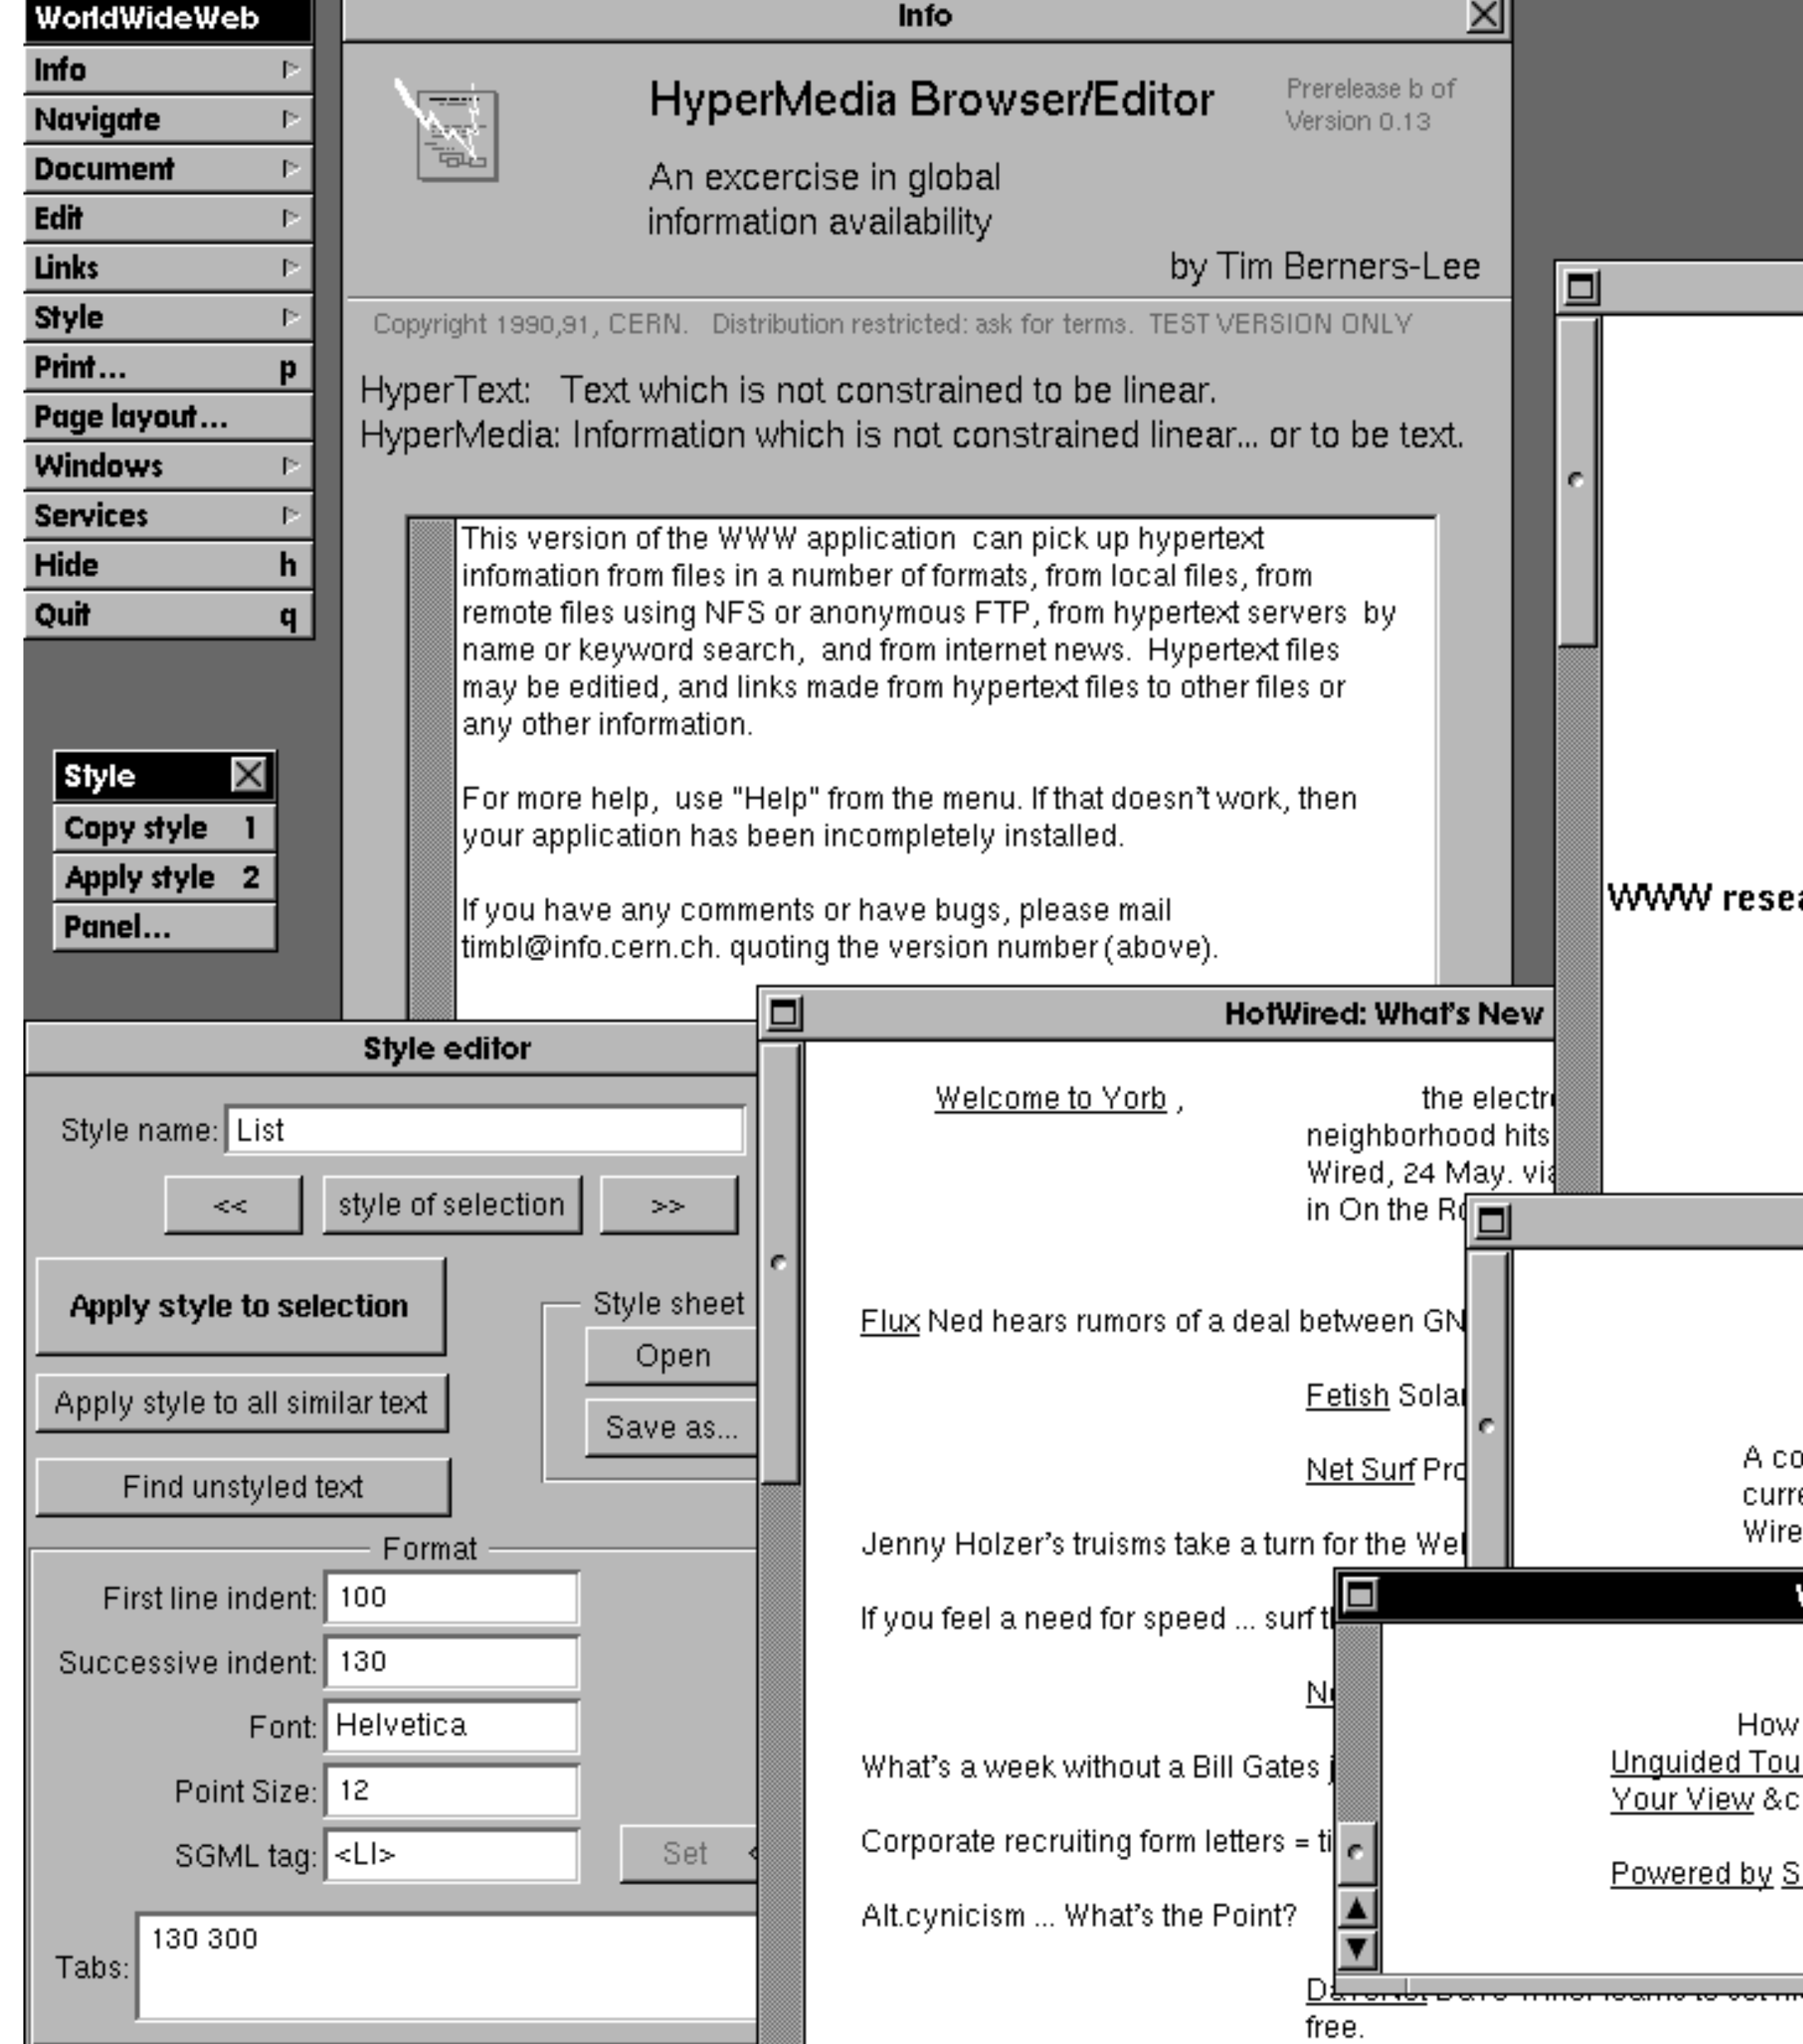 WorldWideWeb
Info
Navigate
Document
Edit
Links
Style
Print... p
Page layout...
Windows
Services
Hide h
Quit q
Style
Copy style 1
Apply style 2
Panel...
Info
HyperMedia Browser/Editor
Prerelease b of
Version 0.13
An excercise in global
information availability
by Tim Berners-Lee
Copyright 1990,91, CERN. Distribution restricted: ask for terms. TEST VERSION ONLY
HyperText: Text which is not constrained to be linear.
HyperMedia: Information which is not constrained linear... or to be text.
This version of the WWW application can pick up hypertext
infomation from files in a number of formats, from local files, from
remote files using NFS or anonymous FTP, from hypertext servers by
name or keyword search, and from internet news. Hypertext files
may be editied, and links made from hypertext files to other files or
any other information.
For more help, use "Help" from the menu. If that doesn't work, then
your application has been incompletely installed.
If you have any comments or have bugs, please mail
timbl@info.cern.ch. quoting the version number (above).
Style editor
Style name: List
<< style of selection >>
Apply style to selection
Apply style to all similar text
Find unstyled text
Style sheet
Open
Save as...
Format
First line indent: 100
Successive indent: 130
Font: Helvetica
Point Size: 12
SGML tag: <LI>
Set
Tabs: 130 300
HotWired: What's New
Welcome to Yorb , the electr
neighborhood hits
Wired, 24 May. via
in On the
Flux Ned hears rumors of a deal between GN
Fetish Solar
Net Surf Pro
Jenny Holzer's truisms take a turn for the
If you feel a need for speed ... surf
What's a week without a Bill Gates
Corporate recruiting form letters =
Alt.cynicism ... What's the Point?
free.
WWW resea
A co
curre
Wire
How
Unguided Tou
Your View &c
Powered by S